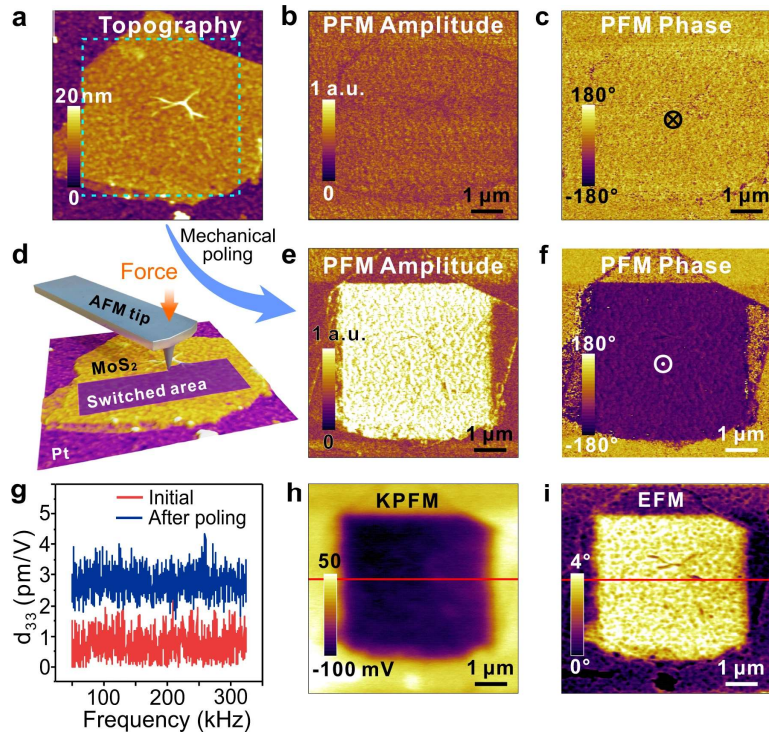 a
Topography
20 nm
0
b
PFM Amplitude
1 a.u.
0
1 µm
c
PFM Phase
180°
-180°
1 µm
d
Mechanical
poling
Force
AFM tip
MoS₂
Switched area
Pt
e
PFM Amplitude
1 a.u.
0
1 µm
f
PFM Phase
180°
-180°
1 µm
g
Initial
After poling
d₃₃ (pm/V)
5
4
3
2
1
0
100 200 300
Frequency (kHz)
h
KPFM
50
-100 mV
1 µm
i
EFM
4°
0°
1 µm